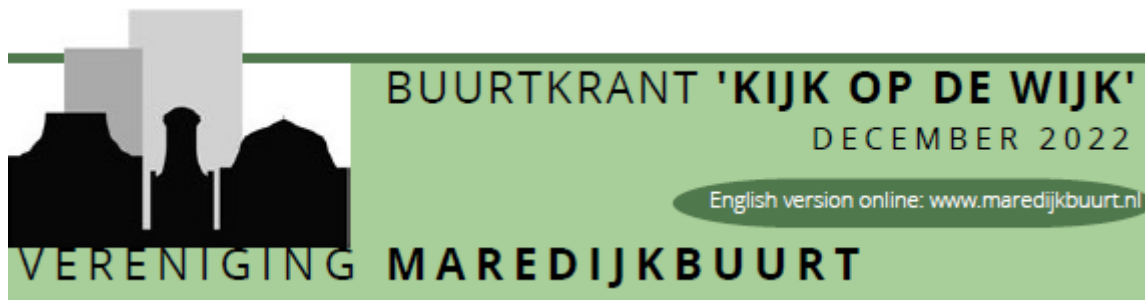 BUURTKRANT 'KIJK OP DE WIJK'
DECEMBER 2022
English version online: www.maredijkbuurt.nl
VERENIGING MAREDIJKBUURT